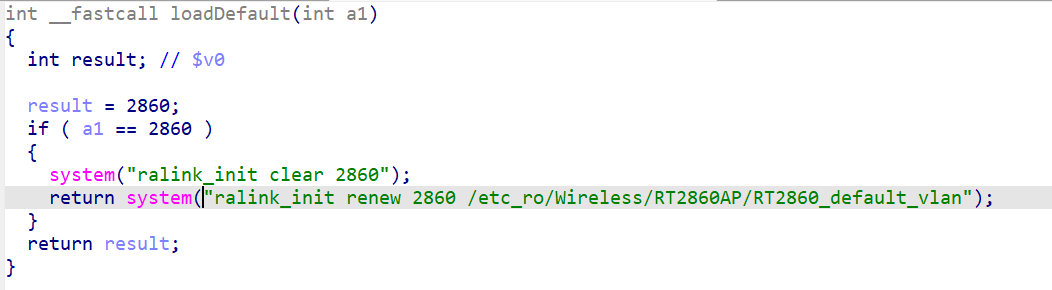 int __fastcall loadDefault(int a1)
{
  int result; // $v0
  result = 2860;
  if ( a1 == 2860 )
  {
    system("ralink_init clear 2860");
    return system("ralink_init renew 2860 /etc_ro/Wireless/RT2860AP/RT2860_default_vlan");
  }
  return result;
}